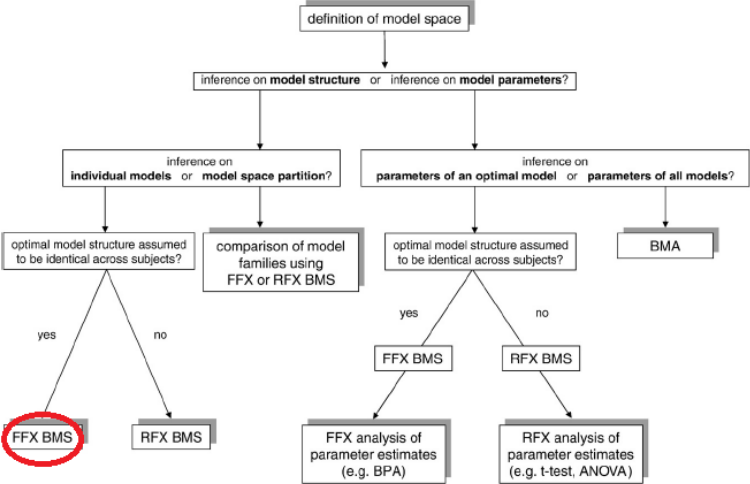 definition of model space
inference on model structure or inference on model parameters?
inference on
individual models or model space partition?
inference on
parameters of an optimal model or parameters of all models?
optimal model structure assumed
to be identical across subjects?
comparison of model
families using
FFX or RFX BMS
optimal model structure assumed
to be identical across subjects?
BMA
yes
no
yes
no
FFX BMS
RFX BMS
FFX BMS
RFX BMS
FFX analysis of
parameter estimates
(e.g. BPA)
RFX analysis of
parameter estimates
(e.g. t-test, ANOVA)